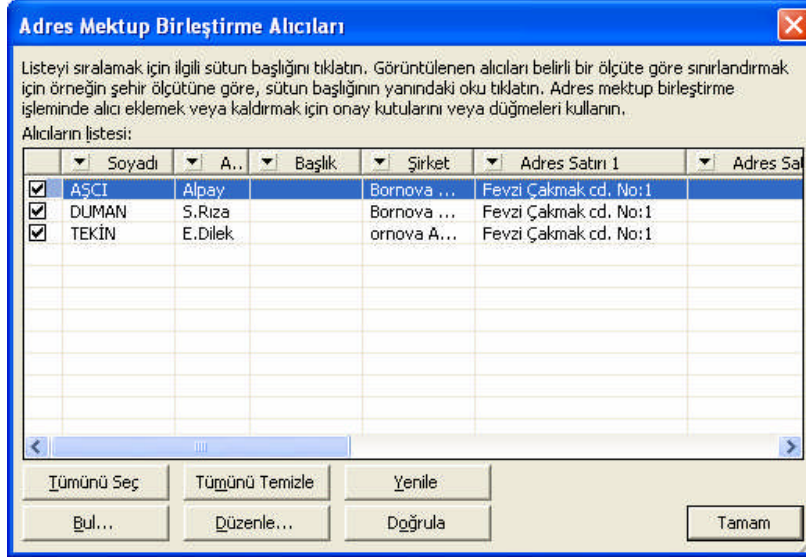 Adres Mektup Birleştirme Alıcıları
Listeyi sıralamak için ilgili sütun başlığını tıklatın. Görüntülenen alıcıları belirli bir ölçüte göre sınırlandırmak
için örneğin şehir ölçütüne göre, sütun başlığının yanındaki oku tıklatın. Adres mektup birleştirme
işleminde alıcı eklemek veya kaldırmak için onay kutularını veya düğmeleri kullanın.
Alıcıların listesi:
Soyadı A.. Başlık Şirket Adres Satırı 1 Adres Sal
AŞCI Alpay Bornova ... Fevzi Çakmak cd. No:1
DUMAN S.Rıza Bornova ... Fevzi Çakmak cd. No:1
TEKİN E.Dilek ornova A... Fevzi Çakmak cd. No:1
Tümünü Seç Tümünü Temizle Yenile
Bul... Düzenle... Doğrula Tamam